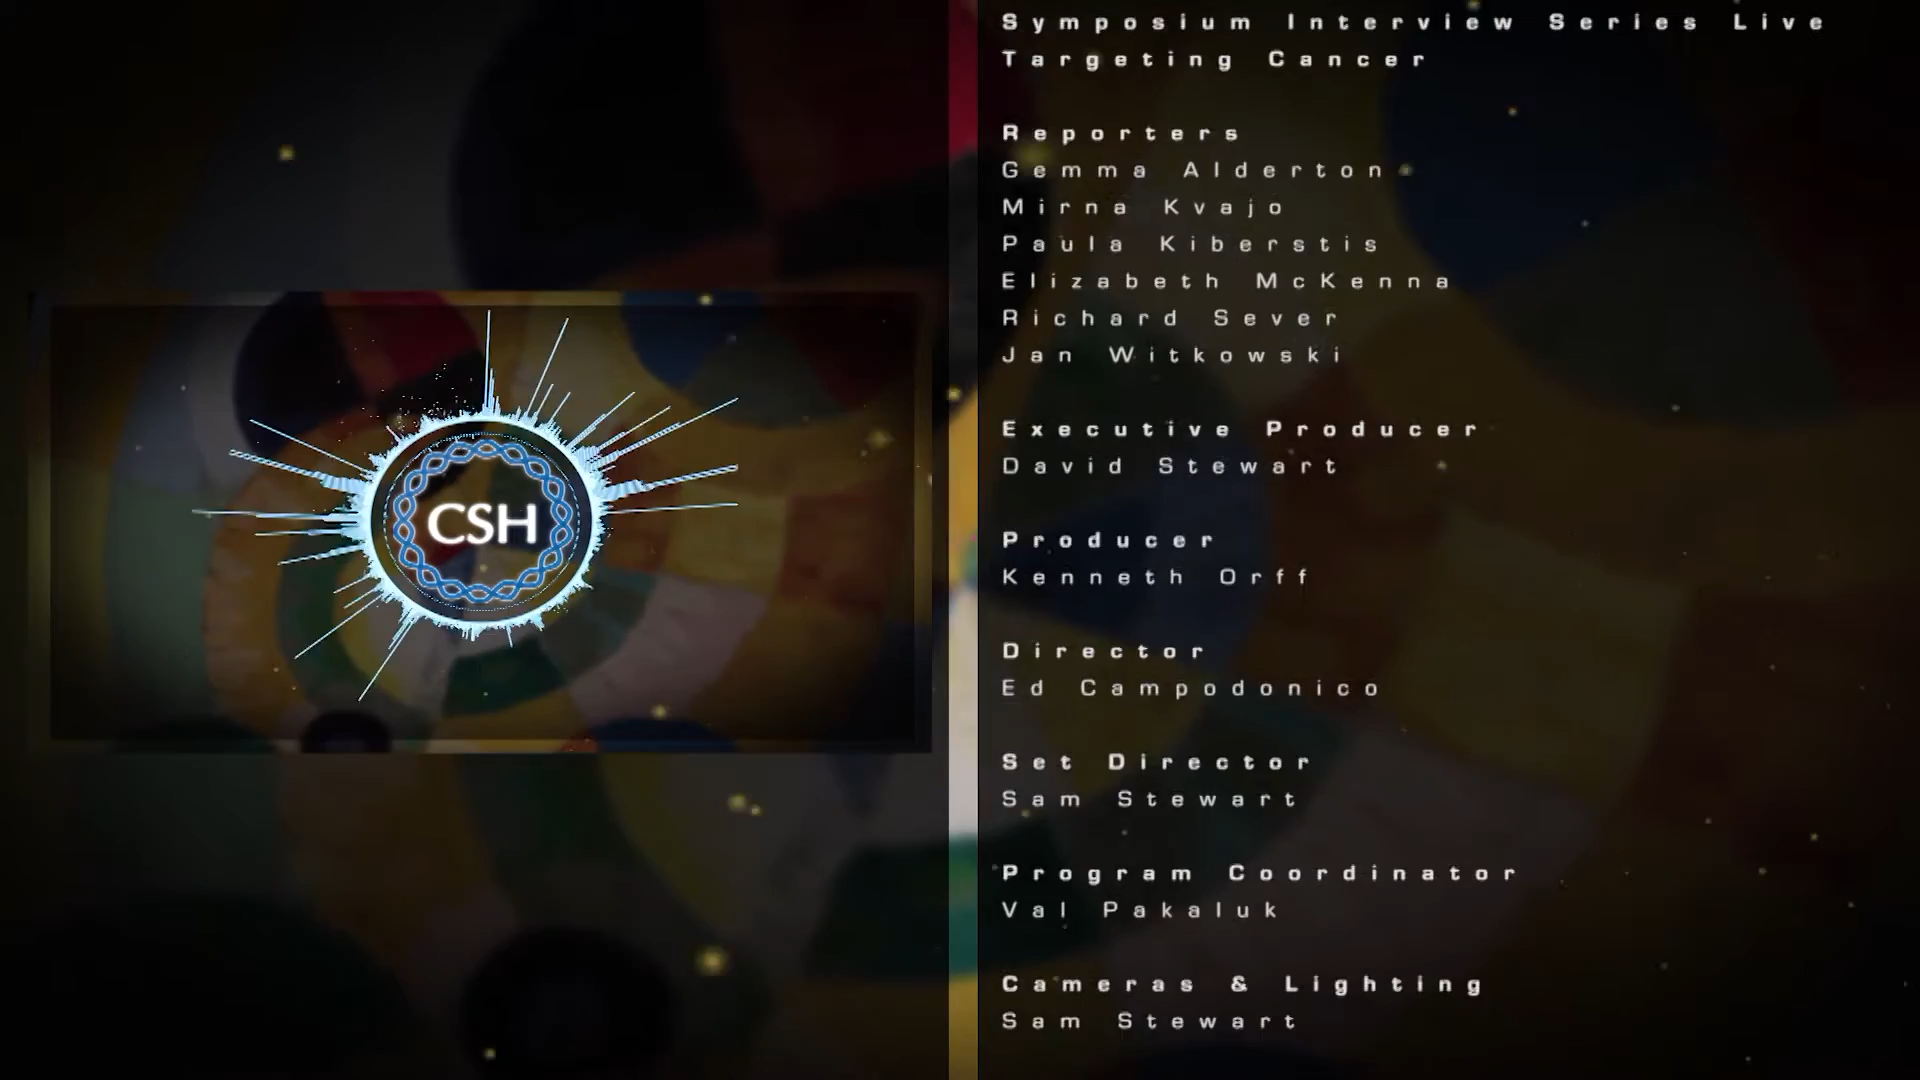 CSH
Symposium Interview Series Live
Targeting Cancer
Reporters
Gemma Alderton
Mirna Kvajo
Paula Kiberstis
Elizabeth McKenna
Richard Sever
Jan Witkowski
Executive Producer
David Stewart
Producer
Kenneth Orff
Director
Ed Campodonico
Set Director
Sam Stewart
Program Coordinator
Val Pakaluk
Cameras & Lighting
Sam Stewart